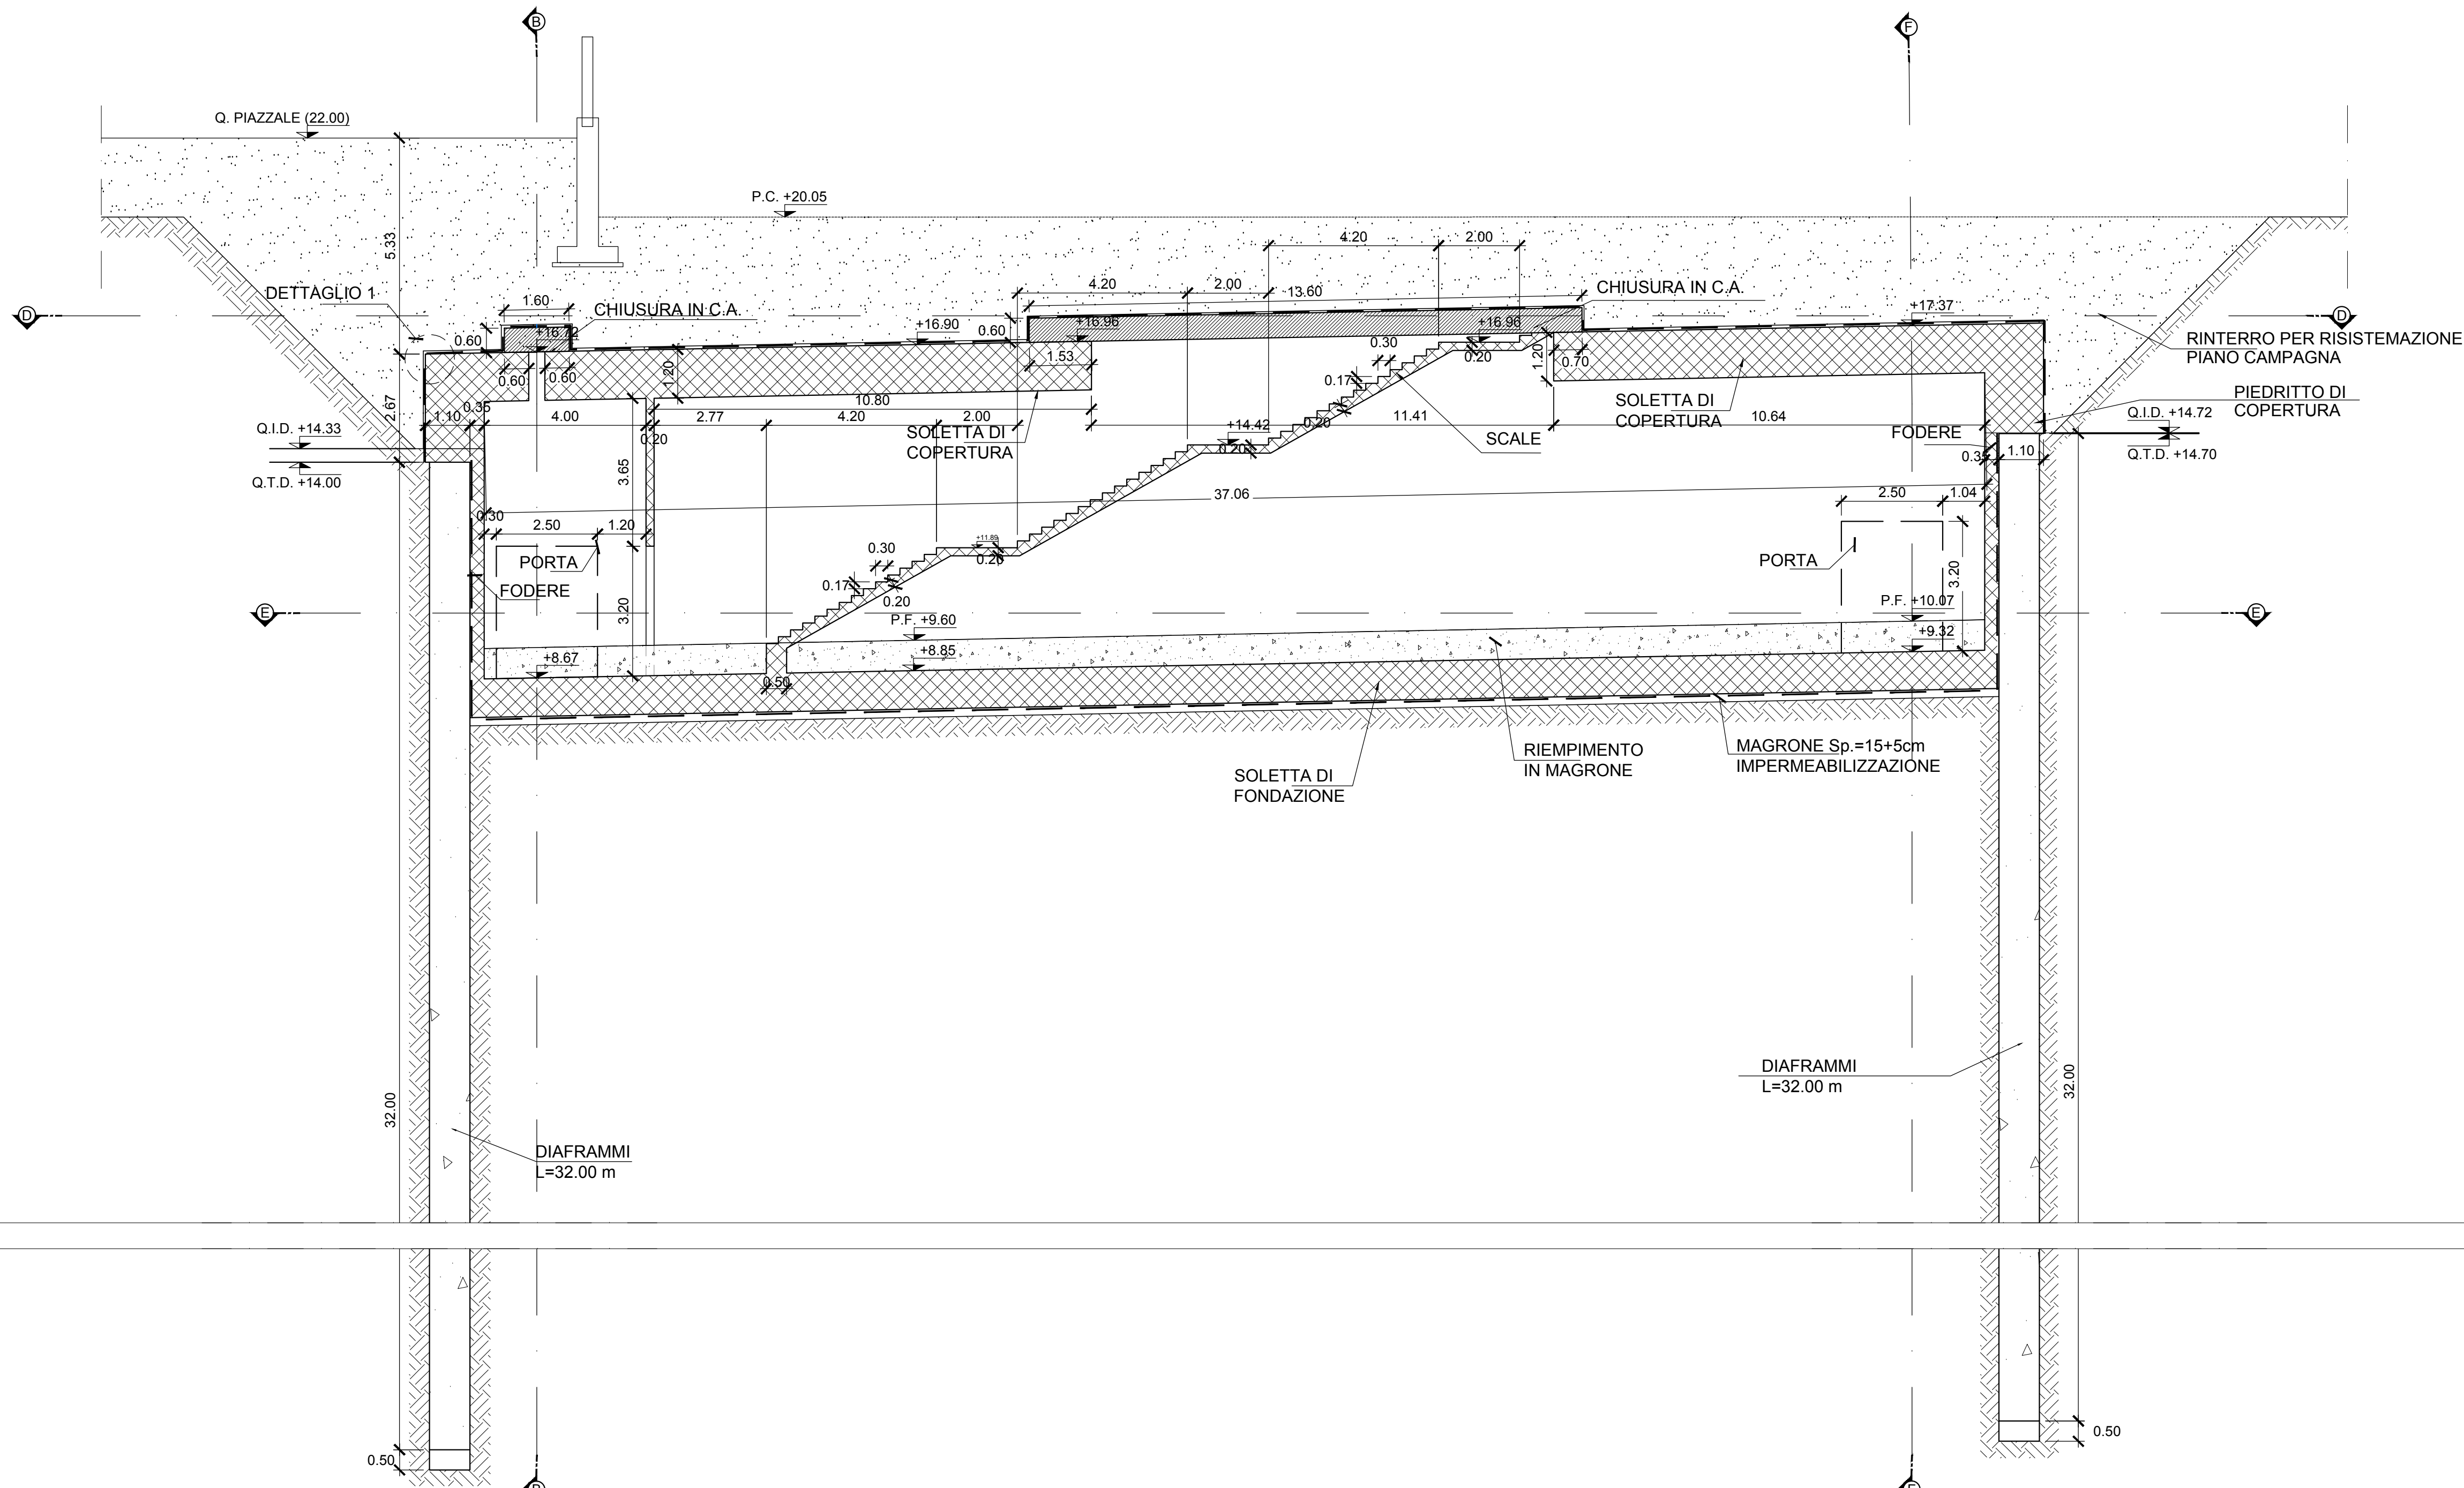 B
F
Q. PIAZZALE (22.00)
P.C. +20.05
5.33
4.20
2.00
DETTAGLIO 1
1.60
CHIUSURA IN C.A.
4.20
2.00
13.60
CHIUSURA IN C.A.
+17.37
D
D
0.60
+16.72
+16.90
0.60
+16.96
+16.96
RINTERRO PER RISISTEMAZIONE
PIANO CAMPAGNA
0.60
0.60
1.20
1.53
0.30
0.20
1.20
0.70
0.17
2.67
1.10
0.35
4.00
0.20
2.77
10.80
4.20
2.00
SOLETTA DI
COPERTURA
+14.42
0.20
0.20
11.41
SCALE
SOLETTA DI
COPERTURA
10.64
PIEDRITTO DI
COPERTURA
Q.I.D. +14.33
Q.T.D. +14.00
Q.I.D. +14.72
Q.T.D. +14.70
FODERE
0.35
1.10
3.65
37.06
2.50
1.04
0.30
2.50
1.20
PORTA
FODERE
+11.89
0.20
0.30
0.17
0.20
PORTA
3.20
3.20
E
E
P.F. +9.60
P.F. +10.07
+8.67
+8.85
+9.32
0.50
RIEMPIMENTO
IN MAGRONE
MAGRONE Sp.=15+5cm
IMPERMEABILIZZAZIONE
SOLETTA DI
FONDAZIONE
32.00
DIAFRAMMI
L=32.00 m
DIAFRAMMI
L=32.00 m
32.00
0.50
0.50
B
F